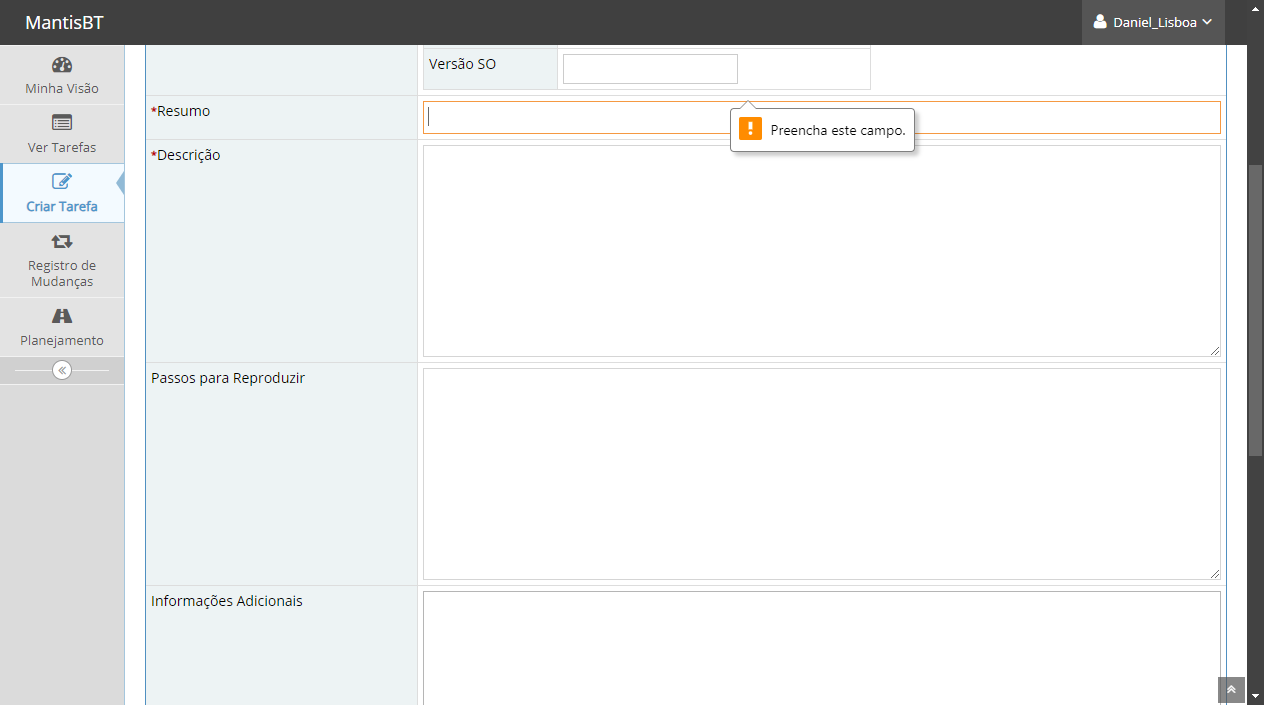 MantisBT
Daniel_Lisboa
Minha Visão
Ver Tarefas
Criar Tarefa
Registro de
Mudanças
Planejamento
Versão SO
*Resumo
Preencha este campo.
*Descrição
Passos para Reproduzir
Informações Adicionais